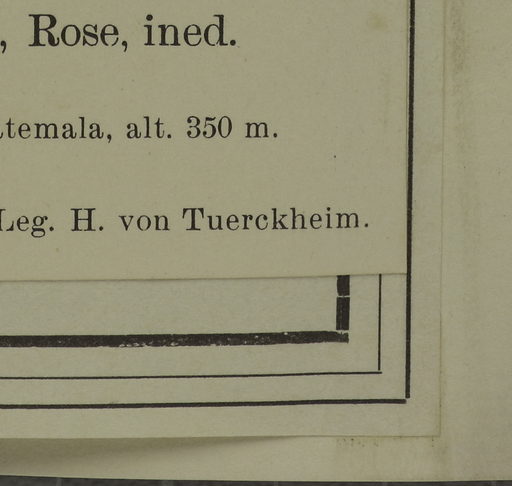 , Rose, ined.
temala, alt. 350 m.
Leg. H. von Tuerckheim.